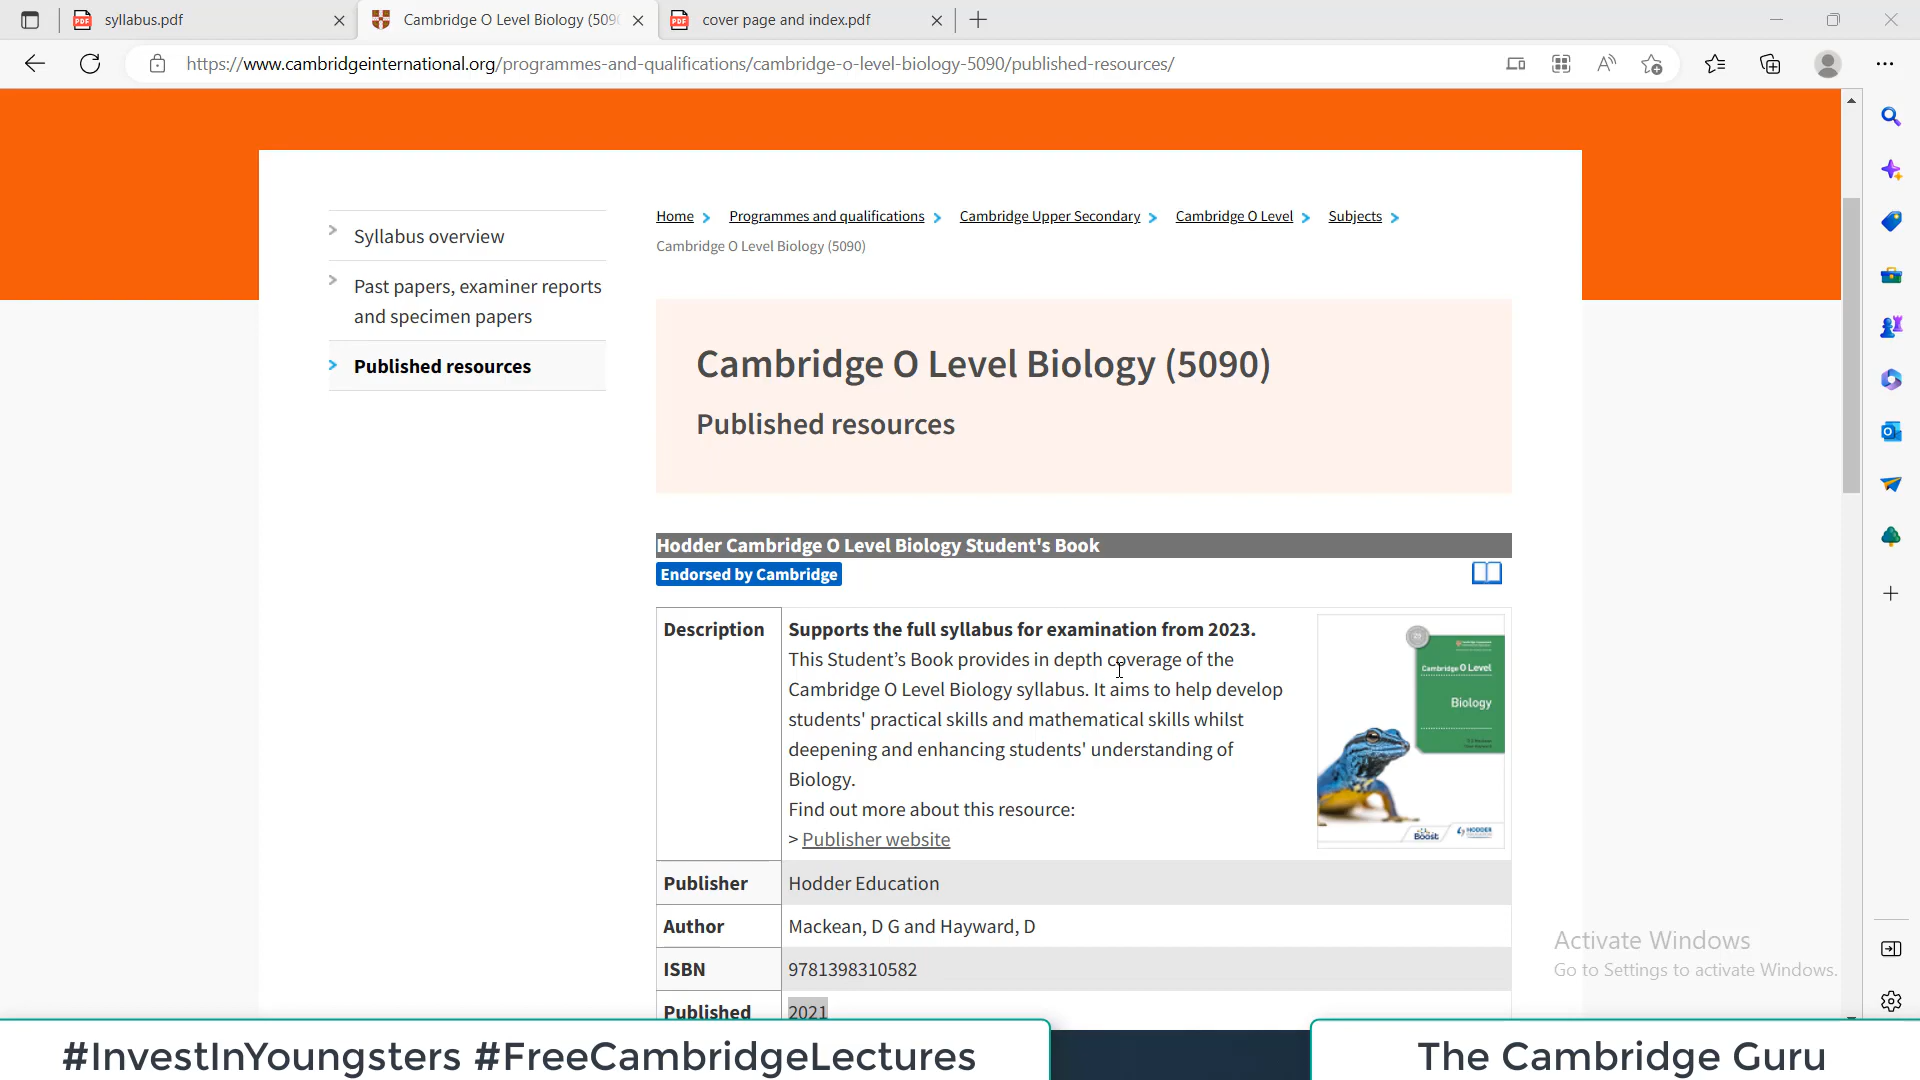 syllabus.pdf
Cambridge O Level Biology (509
cover page and index.pdf
https://www.cambridgeinternational.org/programmes-and-qualifications/cambridge-o-level-biology-5090/published-resources/
Home
Programmes and qualifications
Cambridge Upper Secondary
Cambridge O Level
Subjects
Cambridge O Level Biology (5090)
Syllabus overview
Past papers, examiner reports
and specimen papers
Published resources
Cambridge O Level Biology (5090)
Published resources
Hodder Cambridge O Level Biology Student's Book
Endorsed by Cambridge
Description
Supports the full syllabus for examination from 2023.
This Student’s Book provides in depth coverage of the
Cambridge O Level Biology syllabus. It aims to help develop
students' practical skills and mathematical skills whilst
deepening and enhancing students' understanding of
Biology.
Find out more about this resource:
> Publisher website
Cambridge O Level
Biology
Boost
HODDER
Publisher
Hodder Education
Author
Mackean, D G and Hayward, D
ISBN
9781398310582
Published
2021
Activate Windows
Go to Settings to activate Windows.
#InvestInYoungsters #FreeCambridgeLectures
The Cambridge Guru